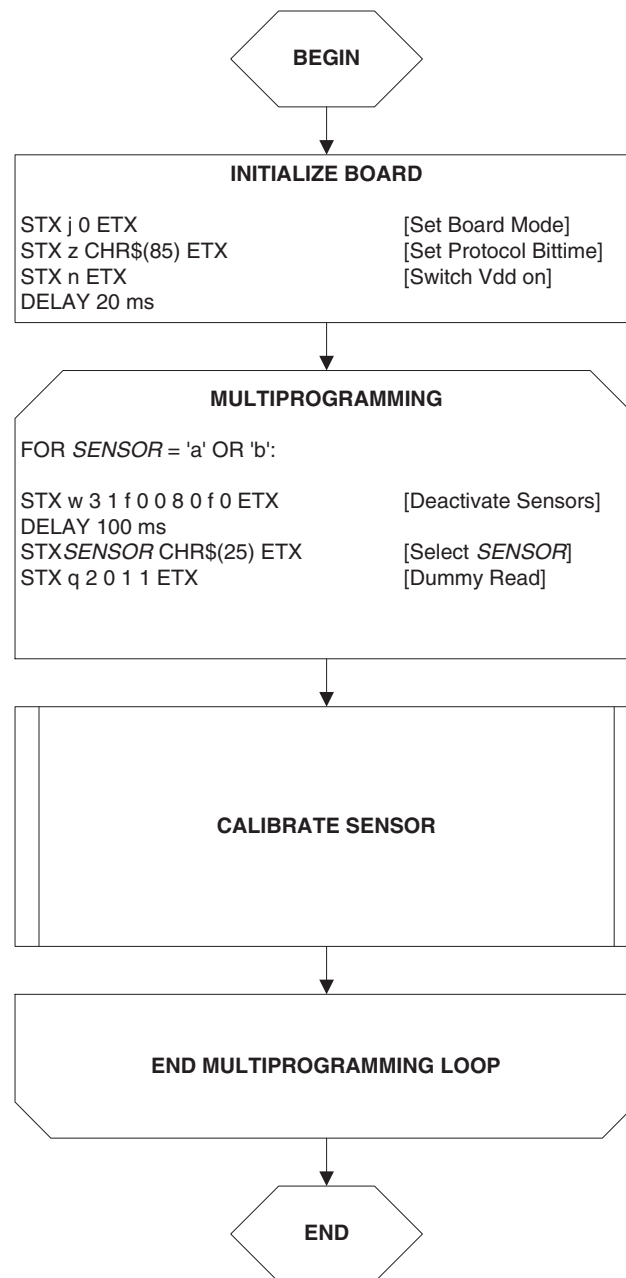 BEGIN
INITIALIZE BOARD
STX j 0 ETX [Set Board Mode]
STX z CHR$(85) ETX [Set Protocol Bittime]
STX n ETX [Switch Vdd on]
DELAY 20 ms
MULTIPROGRAMMING
FOR SENSOR = 'a' OR 'b':
STX w 3 1 f 0 0 8 0 f 0 ETX [Deactivate Sensors]
DELAY 100 ms
STXSENSOR CHR$(25) ETX [Select SENSOR]
STX q 2 0 1 1 ETX [Dummy Read]
CALIBRATE SENSOR
END MULTIPROGRAMMING LOOP
END